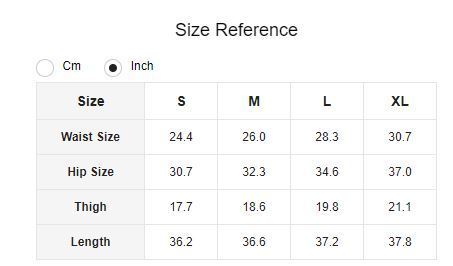 Size Reference
Cm Inch
Size S M L XL
Waist Size 24.4 26.0 28.3 30.7
Hip Size 30.7 32.3 34.6 37.0
Thigh 17.7 18.6 19.8 21.1
Length 36.2 36.6 37.2 37.8